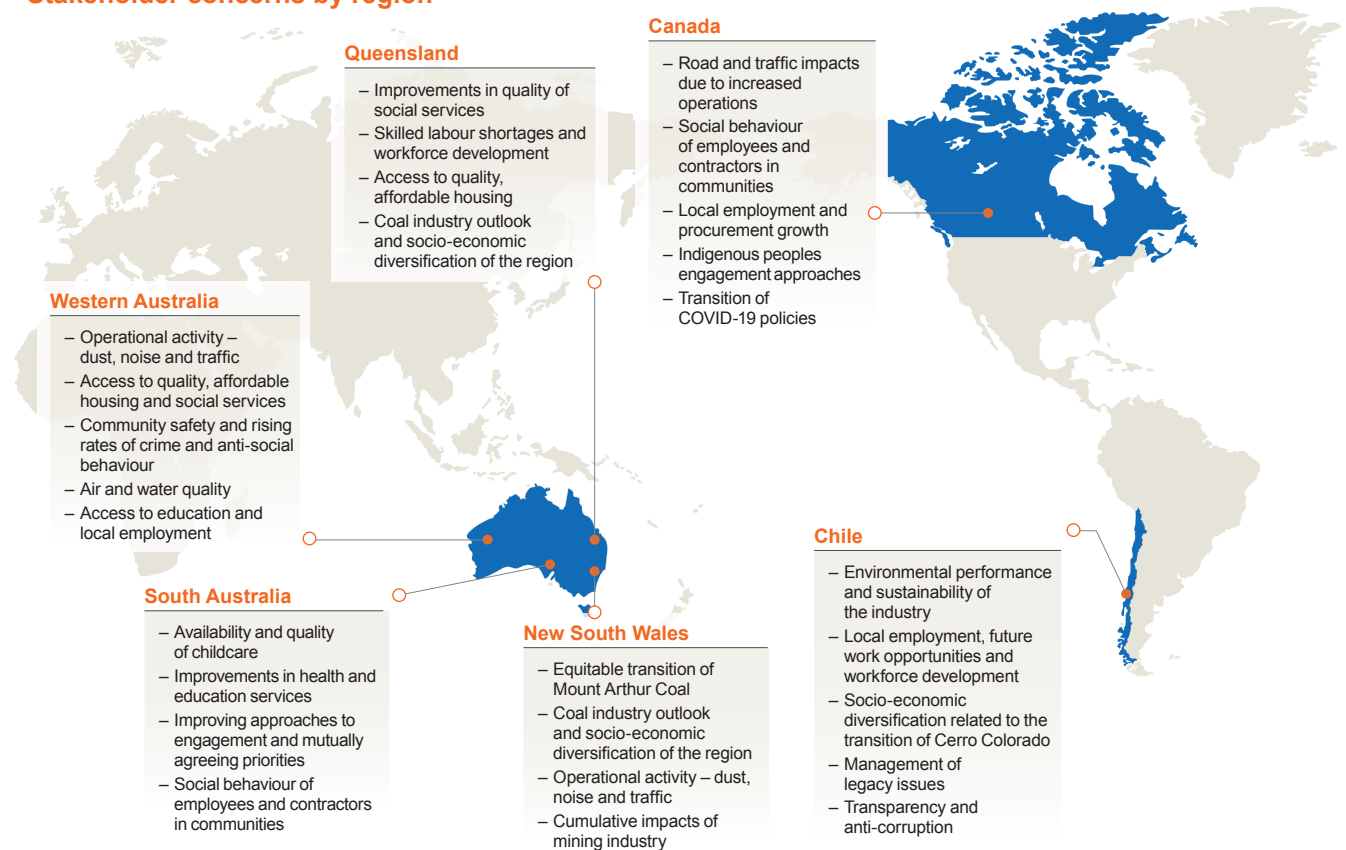 Stakeholder concerns by region
Queensland
– Improvements in quality of
social services
– Skilled labour shortages and
workforce development
– Access to quality,
affordable housing
– Coal industry outlook
and socio-economic
diversification of the region
Canada
– Road and traffic impacts
due to increased
operations
– Social behaviour
of employees and
contractors in
communities
– Local employment and
procurement growth
– Indigenous peoples
engagement approaches
– Transition of
COVID-19 policies
Western Australia
– Operational activity –
dust, noise and traffic
– Access to quality, affordable
housing and social services
– Community safety and rising
rates of crime and anti-social
behaviour
– Air and water quality
– Access to education and
local employment
South Australia
– Availability and quality
of childcare
– Improvements in health and
education services
– Improving approaches to
engagement and mutually
agreeing priorities
– Social behaviour of
employees and contractors
in communities
New South Wales
– Equitable transition of
Mount Arthur Coal
– Coal industry outlook
and socio-economic
diversification of the region
– Operational activity – dust,
noise and traffic
– Cumulative impacts of
mining industry
Chile
– Environmental performance
and sustainability of
the industry
– Local employment, future
work opportunities and
workforce development
– Socio-economic
diversification related to the
transition of Cerro Colorado
– Management of
legacy issues
– Transparency and
anti-corruption